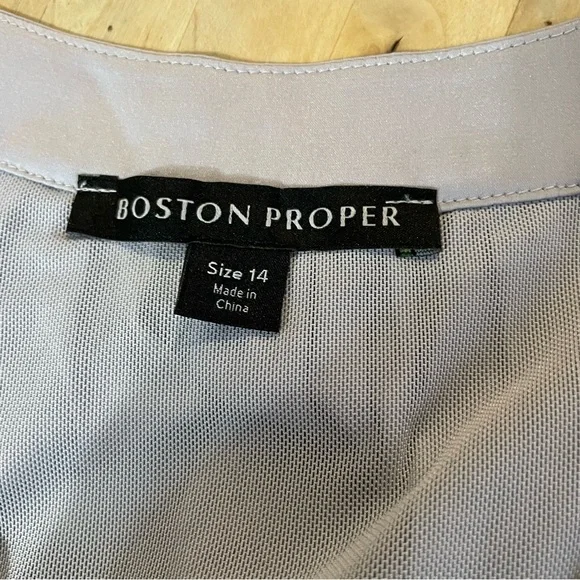 BOSTON PROPER
Size 14
Made in
China